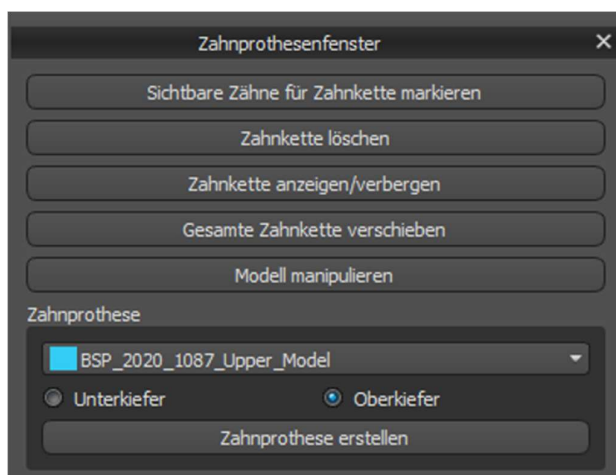 Zahnprothesenfenster
Sichtbare Zähne für Zahnkette markieren
Zahnkette löschen
Zahnkette anzeigen/verbergen
Gesamte Zahnkette verschieben
Modell manipulieren
Zahnprothese
BSP_2020_1087_Upper_Model
Unterkiefer Oberkiefer
Zahnprothese erstellen